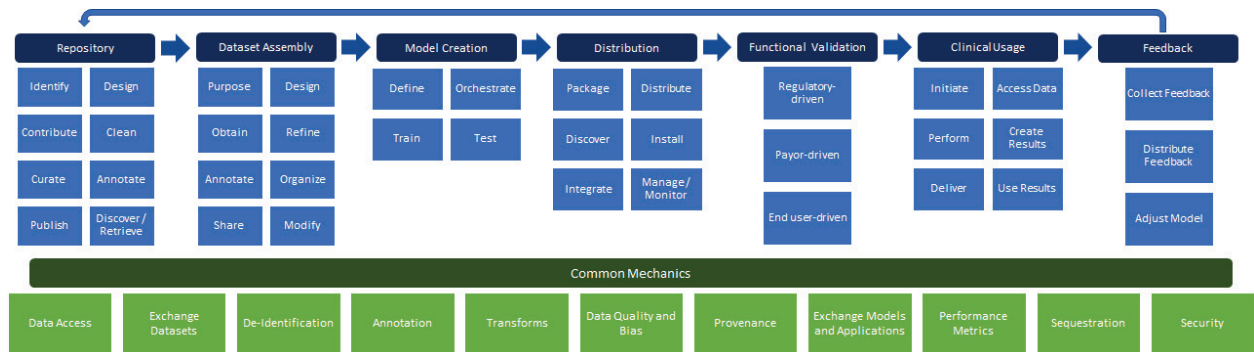 Repository
Dataset Assembly
Model Creation
Distribution
Functional Validation
Clinical Usage
Feedback
Identify
Design
Contribute
Clean
Curate
Annotate
Publish
Discover /
Retrieve
Purpose
Design
Obtain
Refine
Annotate
Organize
Share
Modify
Define
Orchestrate
Train
Test
Package
Distribute
Discover
Install
Integrate
Manage/
Monitor
Regulatory-
driven
Payor-driven
End user-driven
Initiate
Access Data
Perform
Create
Results
Deliver
Use Results
Collect Feedback
Distribute
Feedback
Adjust Model
Common Mechanics
Data Access
Exchange
Datasets
De-Identification
Annotation
Transforms
Data Quality and
Bias
Provenance
Exchange Models
and Applications
Performance
Metrics
Sequestration
Security